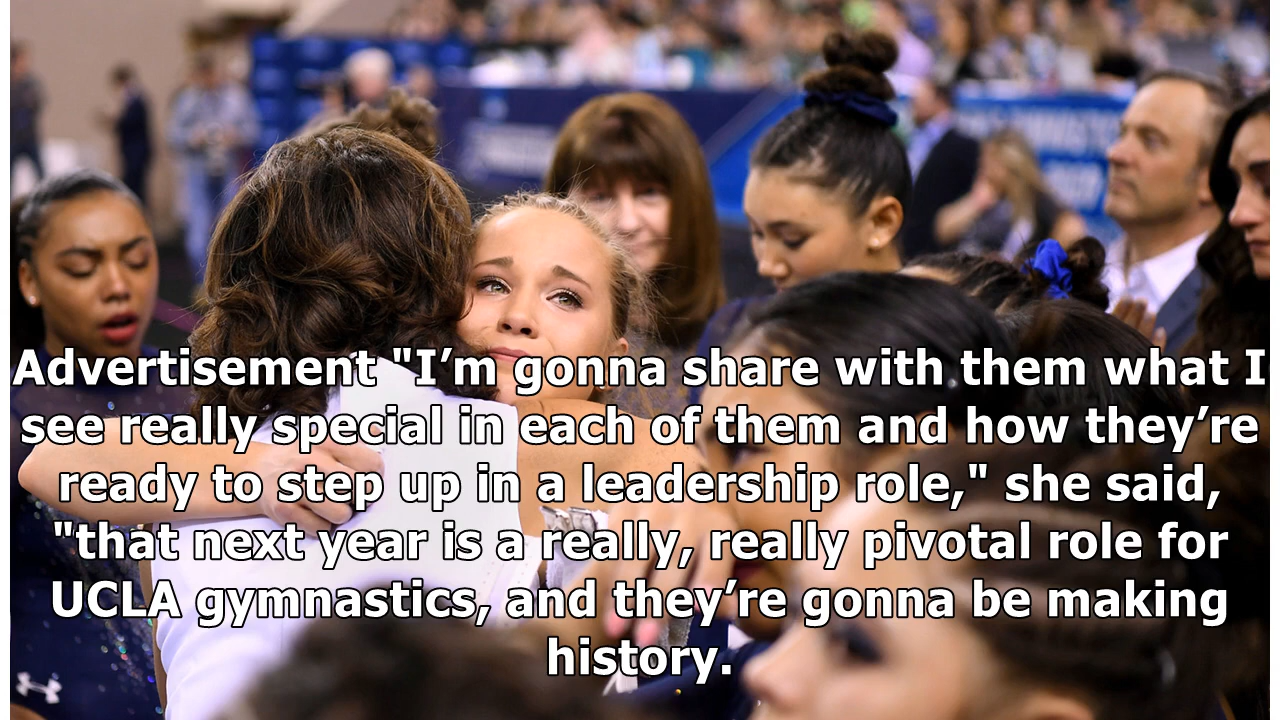 Advertisement "I’m gonna share with them what I
see really special in each of them and how they’re
ready to step up in a leadership role," she said,
"that next year is a really, really pivotal role for
UCLA gymnastics, and they’re gonna be making
history.